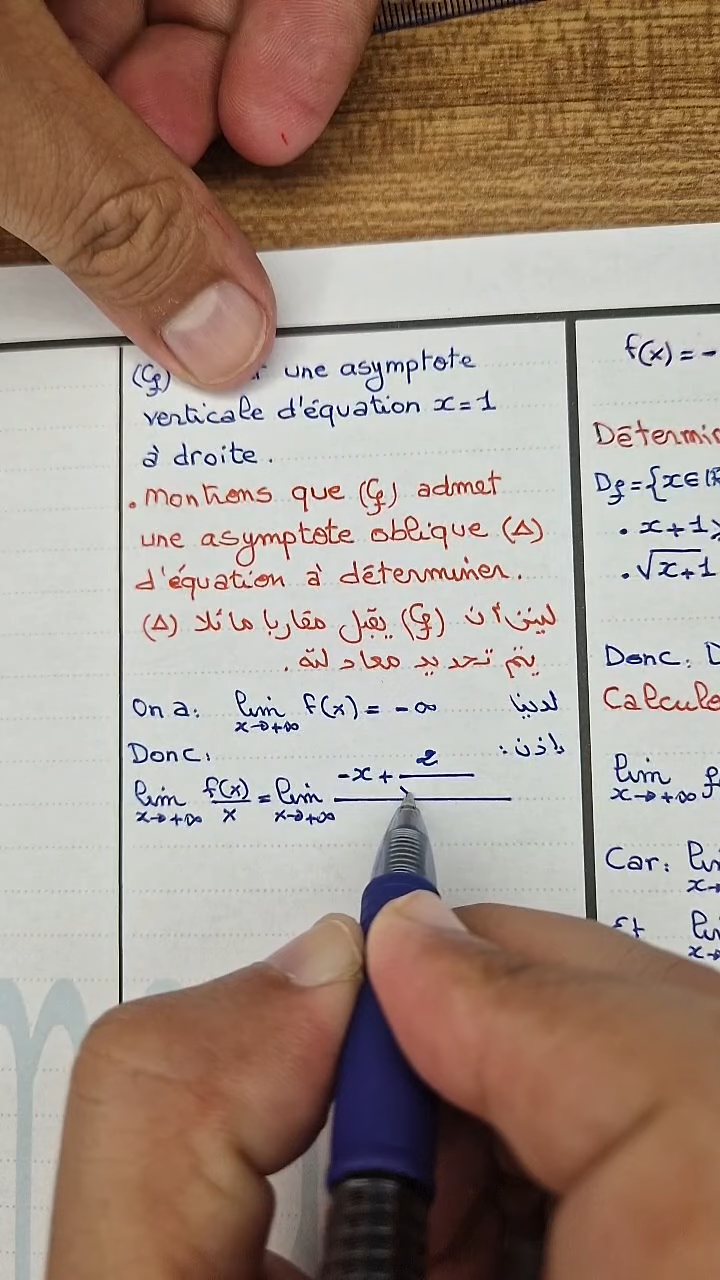 (Cf) une asymptote
verticale d'équation x=1
à droite.
. Montrons que (Cf) admet
une asymptote oblique (Δ)
d'équation à déterminer.
لنبين أن (Cf) يقبل مقاربا مائلا (Δ)
يتم تحديد معادلته.
On a: lim x→+∞ f(x) = -∞ لدينا
Donc: إذن:
lim x→+∞ f(x)/x = lim x→+∞ -x + 2
f(x) = -
Détermin
Df = {x∈ℝ
. x+1 >
. √x+1
Donc: D
Calcule
lim x→+∞ f
Car: lim
x→
Et lim
x→